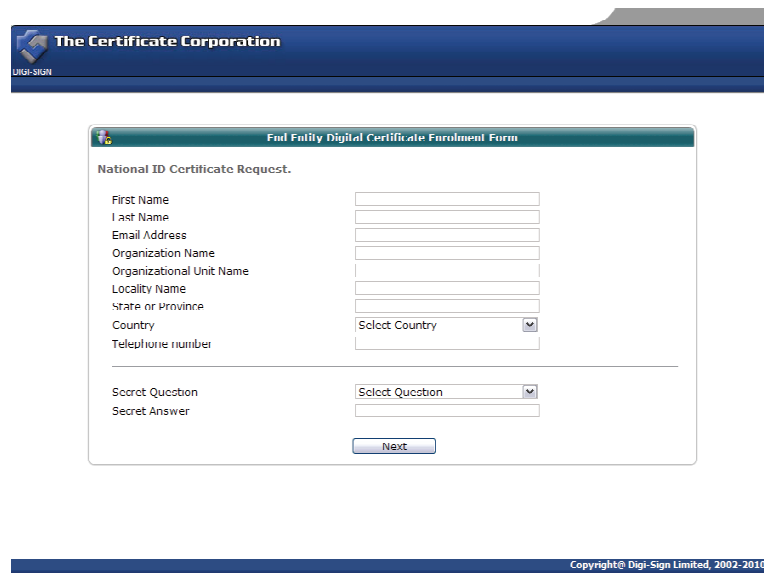 The Certificate Corporation
DIGI-SIGN
End Entity Digital Certificate Enrolment Form
National ID Certificate Request.
First Name
Last Name
Email Address
Organization Name
Organizational Unit Name
Locality Name
State or Province
Country Select Country
Telephone number
Secret Question Select Question
Secret Answer
Next
Copyright@ Digi-Sign Limited, 2002-2010